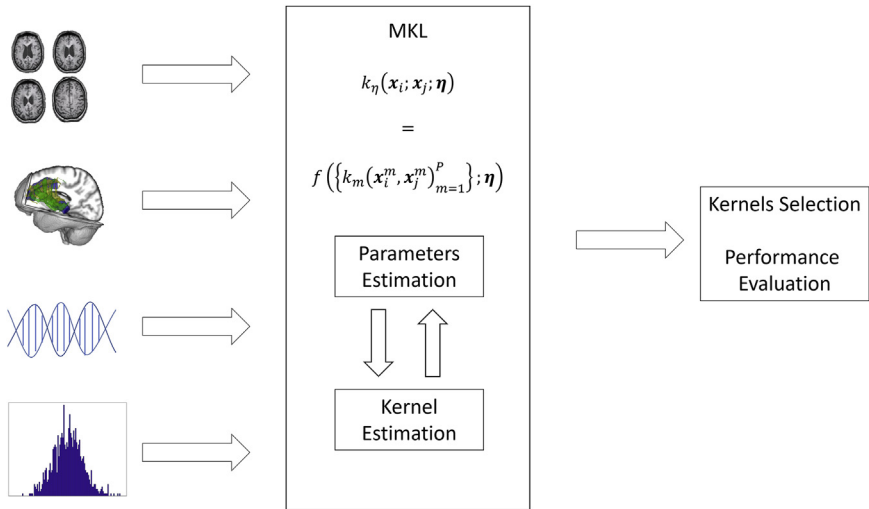 MKL
kη(xᵢ; xⱼ; η)
=
f({kₘ(xᵢᵐ, xⱼᵐ)ᴾₘ₌₁}; η)
Parameters
Estimation
Kernel
Estimation
Kernels Selection
Performance
Evaluation